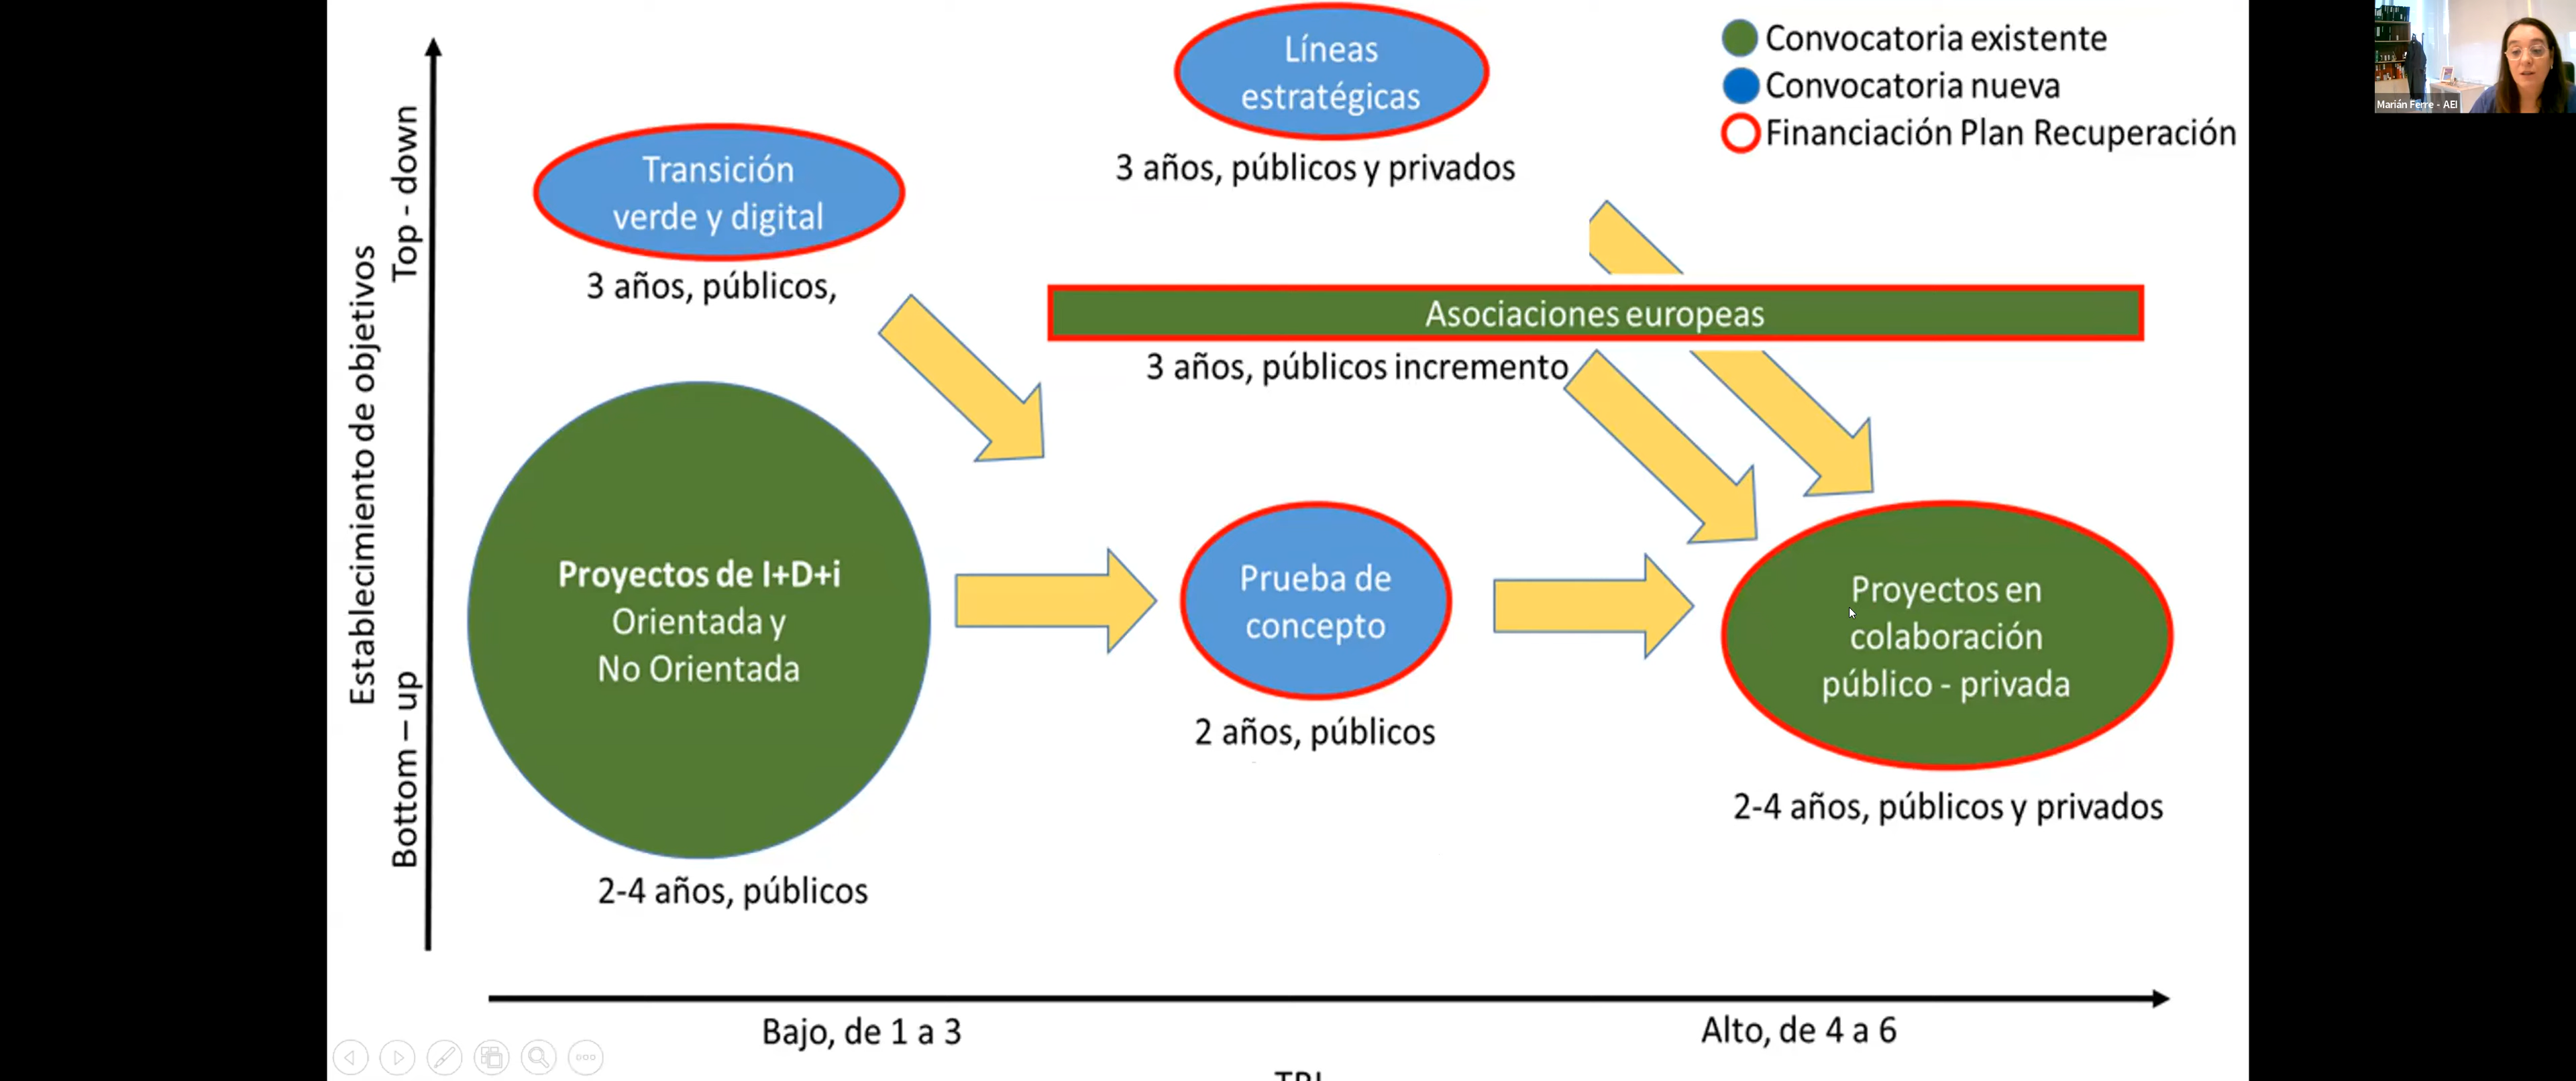 Líneas
estratégicas
3 años, públicos y privados
Convocatoria existente
Convocatoria nueva
Financiación Plan Recuperación
Marián Ferre - AEI
Transición
verde y digital
3 años, públicos,
Asociaciones europeas
3 años, públicos incremento
Establecimiento de objetivos
Top - down
Bottom – up
Proyectos de I+D+i
Orientada y
No Orientada
2-4 años, públicos
Prueba de
concepto
2 años, públicos
Proyectos en
colaboración
público - privada
2-4 años, públicos y privados
Bajo, de 1 a 3
Alto, de 4 a 6